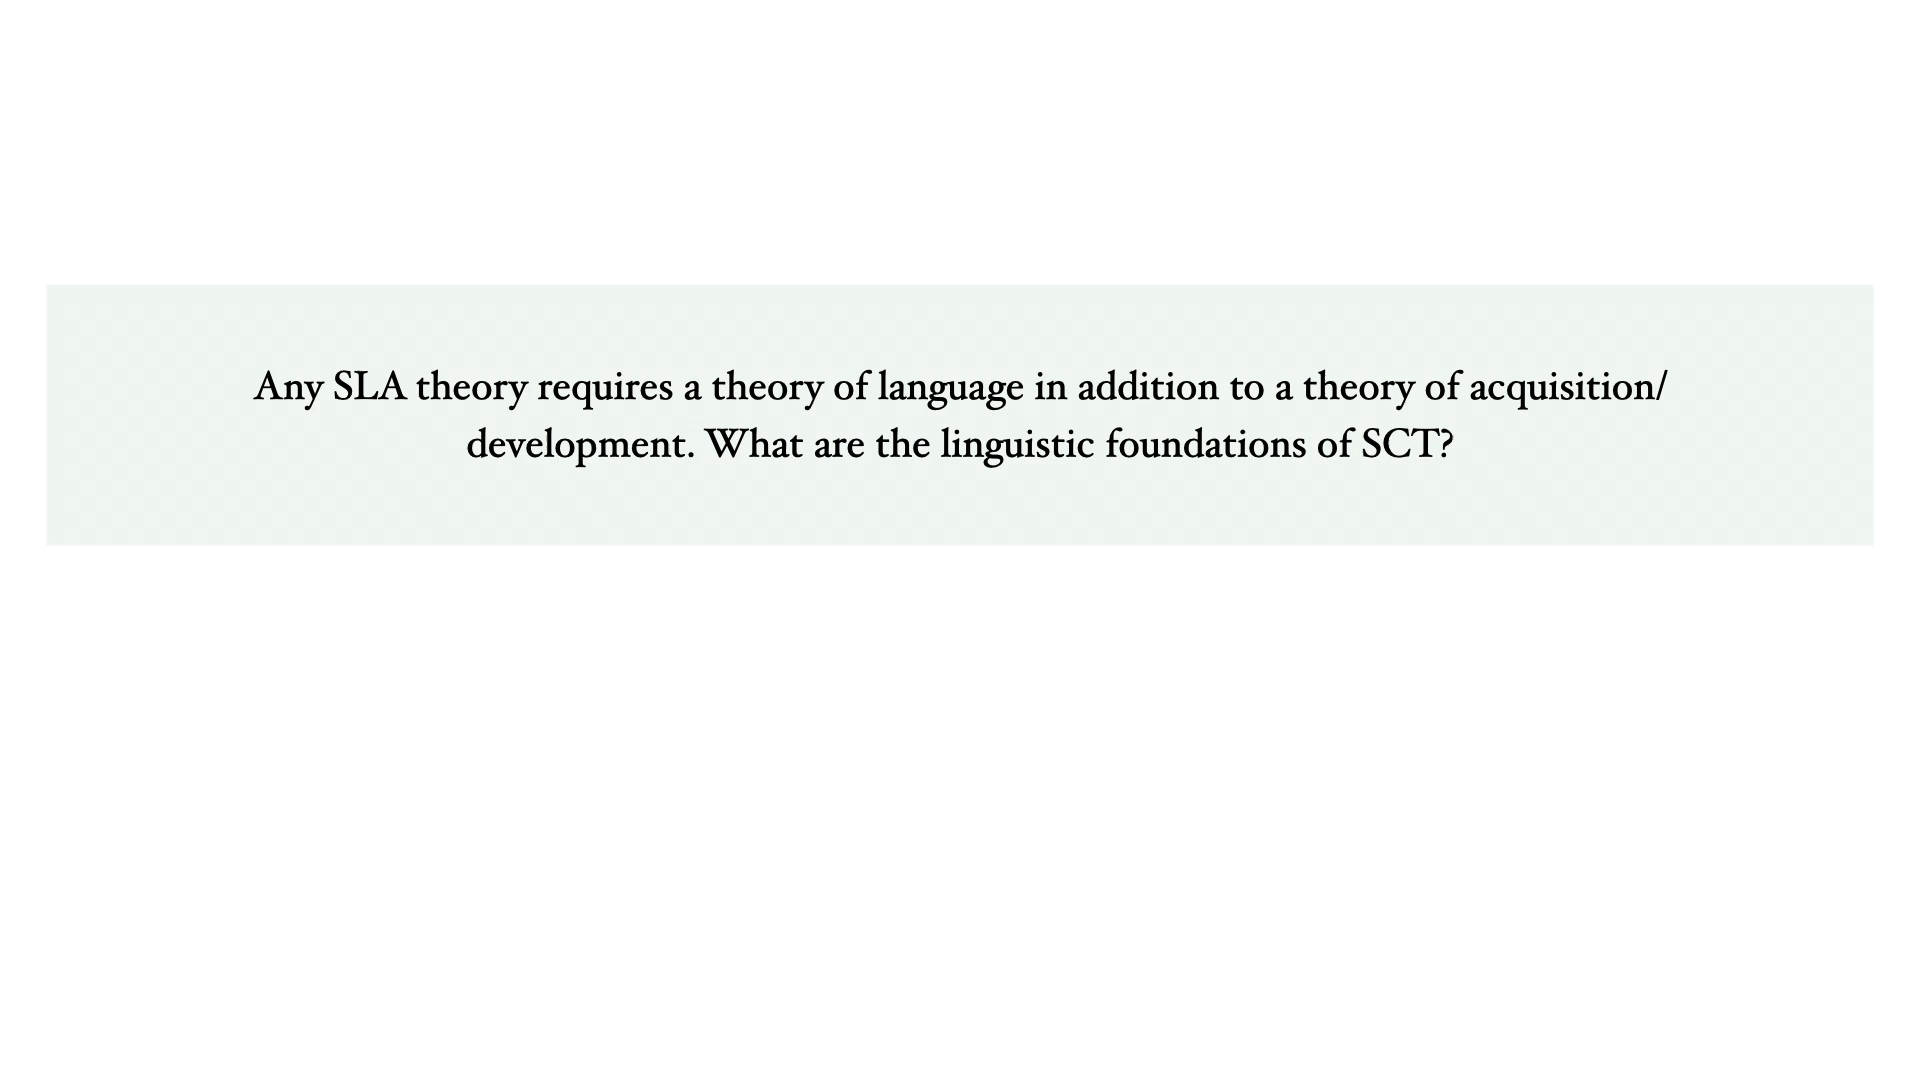 Any SLA theory requires a theory of language in addition to a theory of acquisition/
development. What are the linguistic foundations of SCT?